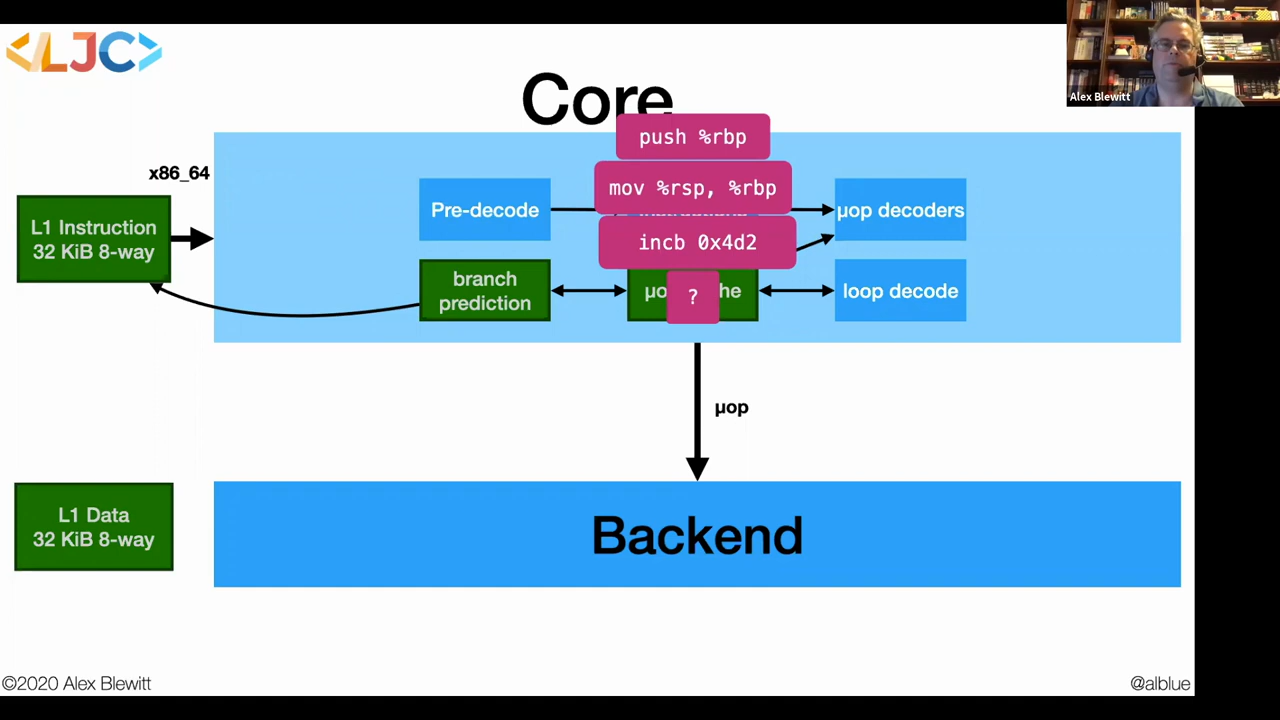 <LJC>
Alex Blewitt
Core
push %rbp
x86_64
mov %rsp, %rbp
Pre-decode
µop decoders
L1 Instruction
32 KiB 8-way
incb 0x4d2
branch
prediction
?
loop decode
µop
L1 Data
32 KiB 8-way
Backend
©2020 Alex Blewitt
@alblue